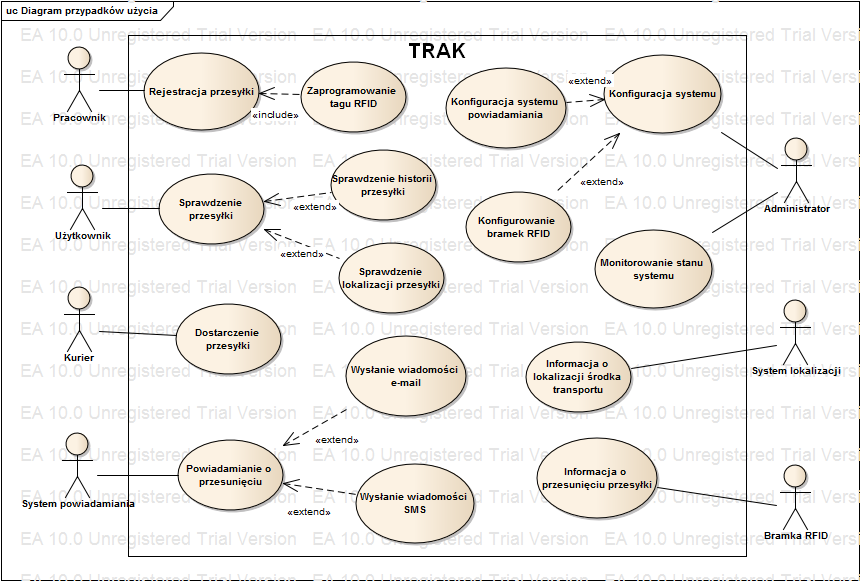 uc Diagram przypadków użycia
TRAK
Pracownik
Rejestracja przesyłki
«include»
Zaprogramowanie
tagu RFID
Konfiguracja systemu
powiadamiania
«extend»
Konfiguracja systemu
Administrator
Użytkownik
Sprawdzenie
przesyłki
Sprawdzenie historii
przesyłki
«extend»
«extend»
Sprawdzenie
lokalizacji przesyłki
Konfigurowanie
bramek RFID
«extend»
Monitorowanie stanu
systemu
Kurier
Dostarczenie
przesyłki
Wysłanie wiadomości
e-mail
«extend»
Informacja o
lokalizacji środka
transportu
System lokalizacji
System powiadamiania
Powiadamianie o
przesunięciu
«extend»
Wysłanie wiadomości
SMS
Informacja o
przesunięciu przesyłki
Bramka RFID
EA 10.0 Unregistered Trial Version